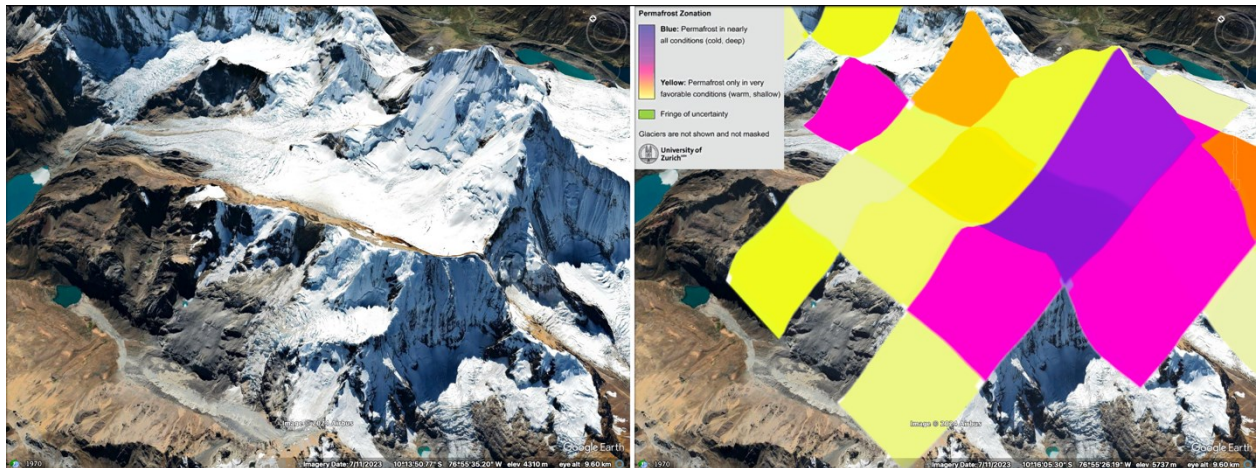 Image © 2024 Airbus
Google Earth
1970
Imagery Date: 7/11/2023 10°13'50.77" S 76°55'35.20" W elev 4310 m eye alt 9.60 km
Permafrost Zonation
Blue: Permafrost in nearly
all conditions (cold, deep)
Yellow: Permafrost only in very
favorable conditions (warm, shallow)
Fringe of uncertainty
Glaciers are not shown and not masked
University of
Zurich
Image © 2024 Airbus
Google Earth
1970
Imagery Date: 7/11/2023 10°16'05.30" S 76°55'26.19" W elev 5737 m eye alt 9.60 km